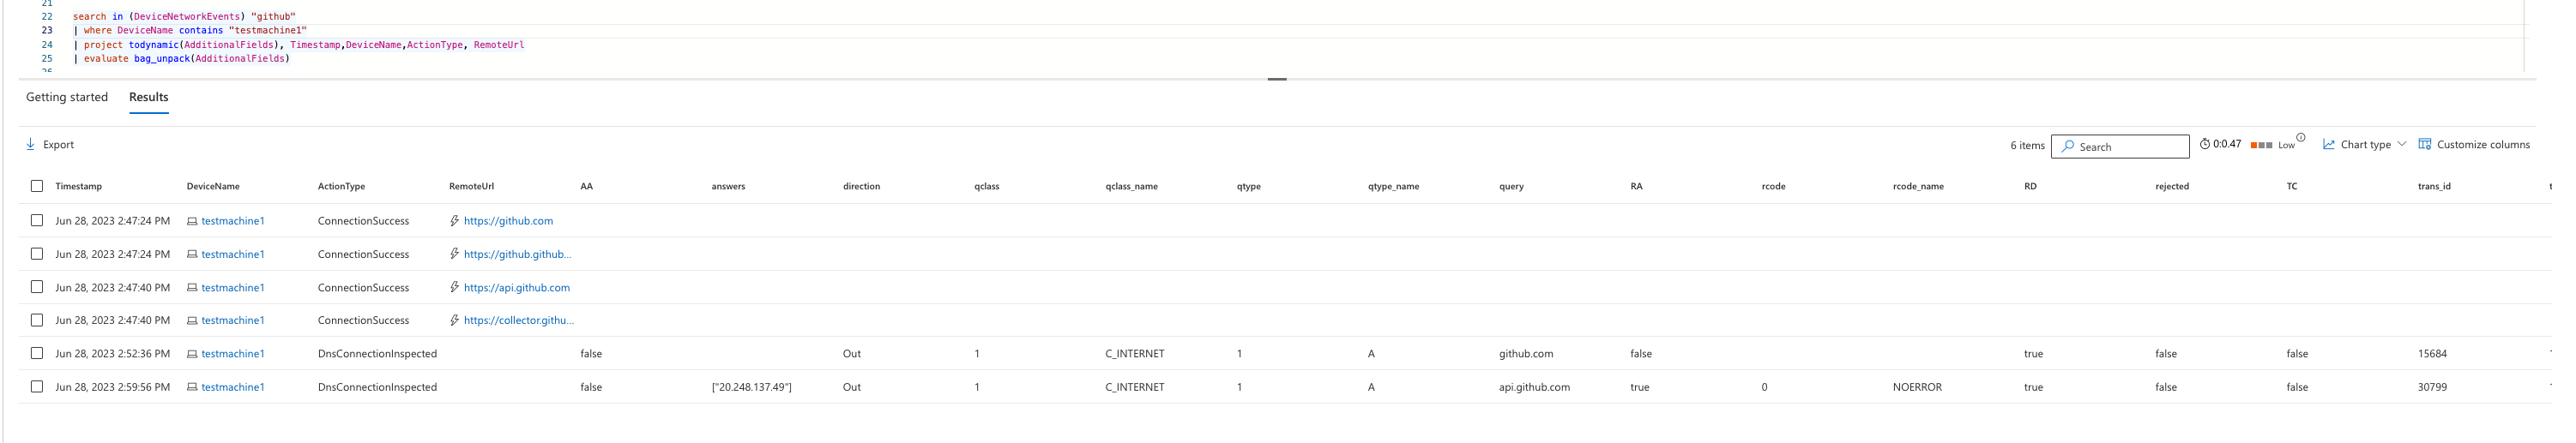 21
22 search in (DeviceNetworkEvents) "github"
23 | where DeviceName contains "testmachine1"
24 | project todynamic(AdditionalFields), Timestamp,DeviceName,ActionType, RemoteUrl
25 | evaluate bag_unpack(AdditionalFields)
26
Getting started Results
Export 6 items Search 0:0.47 Low Chart type Customize columns
Timestamp DeviceName ActionType RemoteUrl AA answers direction qclass qclass_name qtype qtype_name query RA rcode rcode_name RD rejected TC trans_id
Jun 28, 2023 2:47:24 PM testmachine1 ConnectionSuccess https://github.com
Jun 28, 2023 2:47:24 PM testmachine1 ConnectionSuccess https://github.github...
Jun 28, 2023 2:47:40 PM testmachine1 ConnectionSuccess https://api.github.com
Jun 28, 2023 2:47:40 PM testmachine1 ConnectionSuccess https://collector.githu...
Jun 28, 2023 2:52:36 PM testmachine1 DnsConnectionInspected false Out 1 C_INTERNET 1 A github.com false true false false 15684
Jun 28, 2023 2:59:56 PM testmachine1 DnsConnectionInspected false ["20.248.137.49"] Out 1 C_INTERNET 1 A api.github.com true 0 NOERROR true false false 30799